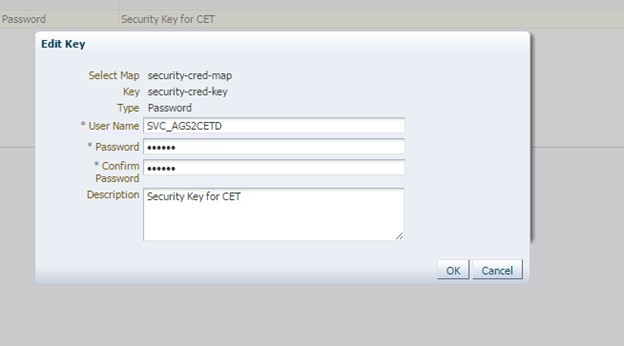 Password Security Key for CET
Edit Key
Select Map security-cred-map
Key security-cred-key
Type Password
* User Name SVC_AGS2CETD
* Password ••••••
* Confirm Password ••••••
Description Security Key for CET
OK Cancel